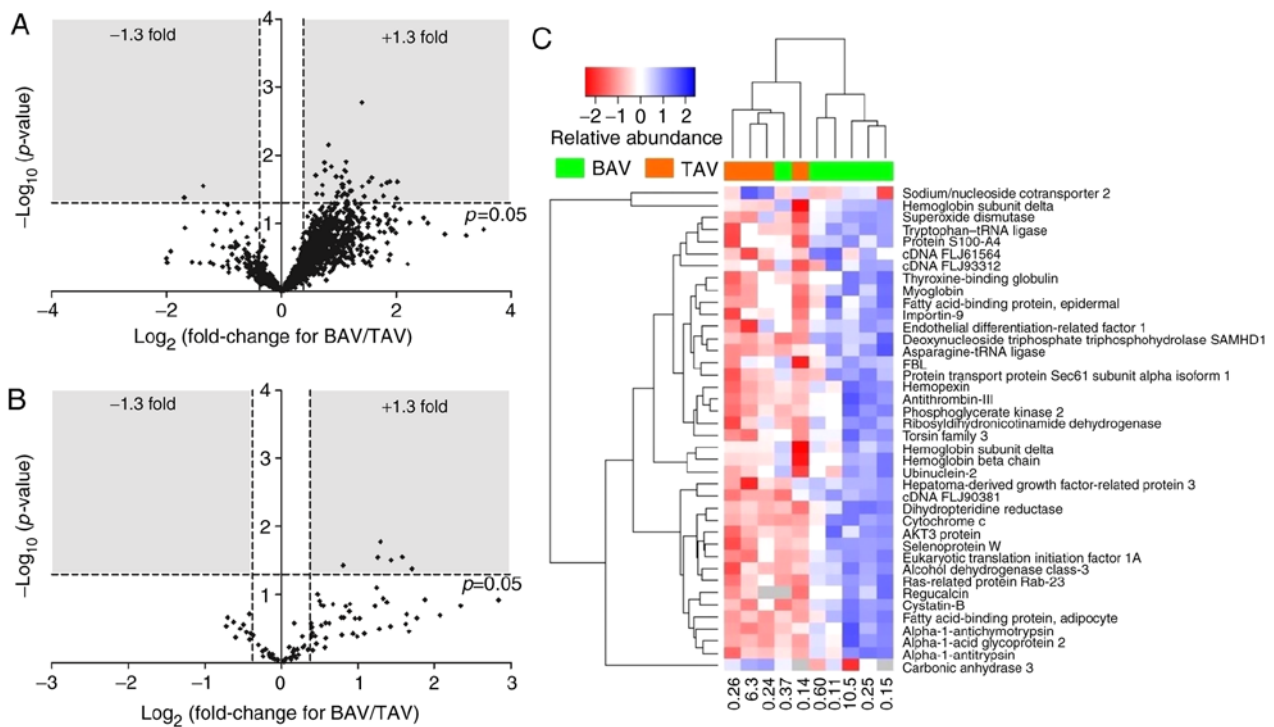 A
−1.3 fold
+1.3 fold
4
3
2
1
p=0.05
−Log10 (p-value)
−4
−2
0
2
4
Log2 (fold-change for BAV/TAV)
B
−1.3 fold
+1.3 fold
4
3
2
1
p=0.05
−Log10 (p-value)
−3
−2
−1
0
1
2
3
Log2 (fold-change for BAV/TAV)
C
−2 −1 0 1 2
Relative abundance
BAV TAV
Sodium/nucleoside cotransporter 2
Hemoglobin subunit delta
Superoxide dismutase
Tryptophan–tRNA ligase
Protein S100-A4
cDNA FLJ61564
cDNA FLJ93312
Thyroxine-binding globulin
Myoglobin
Fatty acid-binding protein, epidermal
Importin-9
Endothelial differentiation-related factor 1
Deoxynucleoside triphosphate triphosphohydrolase SAMHD1
Asparagine-tRNA ligase
FBL
Protein transport protein Sec61 subunit alpha isoform 1
Hemopexin
Antithrombin-III
Phosphoglycerate kinase 2
Ribosyldihydronicotinamide dehydrogenase
Torsin family 3
Hemoglobin subunit delta
Hemoglobin beta chain
Ubinuclein-2
Hepatoma-derived growth factor-related protein 3
cDNA FLJ90381
Dihydropteridine reductase
Cytochrome c
AKT3 protein
Selenoprotein W
Eukaryotic translation initiation factor 1A
Alcohol dehydrogenase class-3
Ras-related protein Rab-23
Regucalcin
Cystatin-B
Fatty acid-binding protein, adipocyte
Alpha-1-antichymotrypsin
Alpha-1-acid glycoprotein 2
Alpha-1-antitrypsin
Carbonic anhydrase 3
0.26
6.3
0.24
0.37
0.14
0.60
0.11
10.5
0.25
0.15